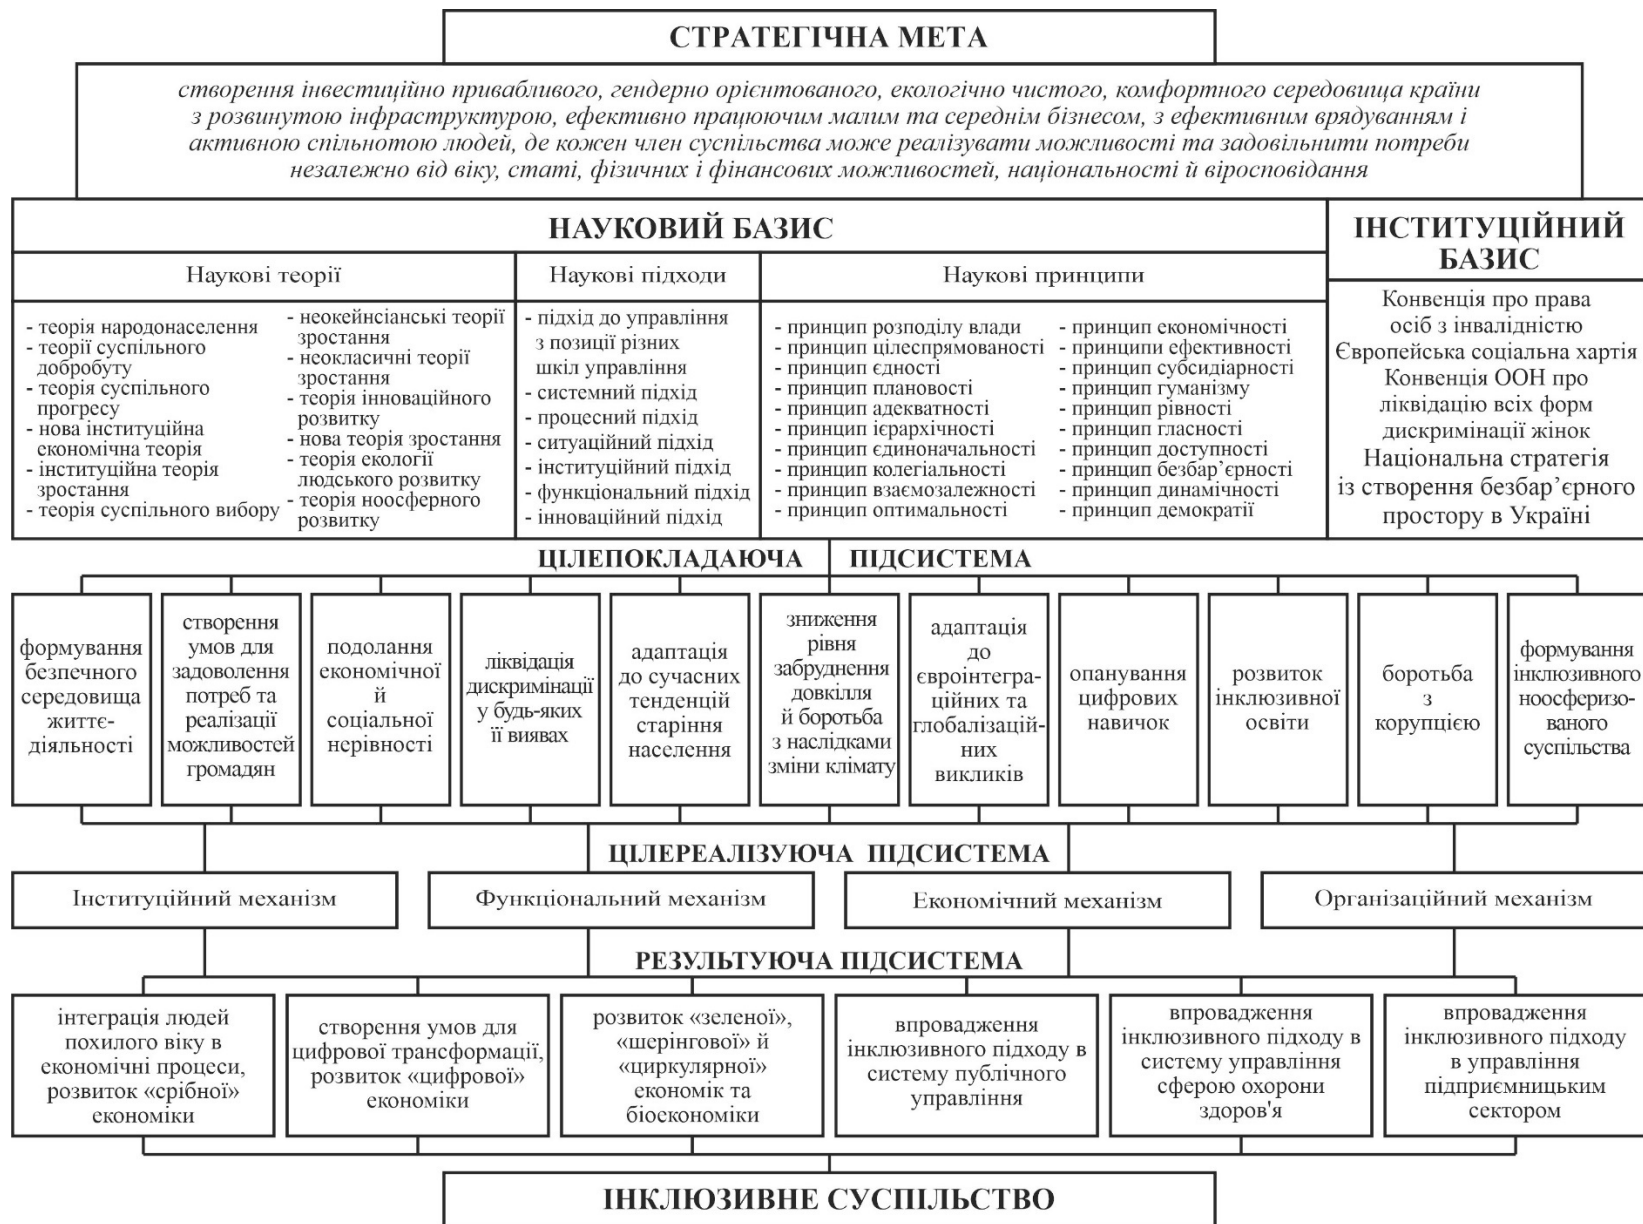 СТРАТЕГІЧНА МЕТА
створення інвестиційно привабливого, гендерно орієнтованого, екологічно чистого, комфортного середовища країни
з розвинутою інфраструктурою, ефективно працюючим малим та середнім бізнесом, з ефективним врядуванням і
активною спільнотою людей, де кожен член суспільства може реалізувати можливості та задовільнити потреби
незалежно від віку, статі, фізичних і фінансових можливостей, національності й віросповідання
НАУКОВИЙ БАЗИС
Наукові теорії
- теорія народонаселення
- теорії суспільного
добробуту
- теорія суспільного
прогресу
- нова інституційна
економічна теорія
- інституційна теорія
зростання
- теорія суспільного вибору
- неокейнсіанські теорії
зростання
- неокласичні теорії
зростання
- теорія інноваційного
розвитку
- нова теорія зростання
- теорія екології
людського розвитку
- теорія ноосферного
розвитку
Наукові підходи
- підхід до управління
з позиції різних
шкіл управління
- системний підхід
- процесний підхід
- ситуаційний підхід
- інституційний підхід
- функціональний підхід
- інноваційний підхід
Наукові принципи
- принцип розподілу влади
- принцип цілеспрямованості
- принцип єдності
- принцип плановості
- принцип адекватності
- принцип ієрархічності
- принцип єдиноначальності
- принцип колегіальності
- принцип взаємозалежності
- принцип оптимальності
- принцип економічності
- принципи ефективності
- принцип субсидіарності
- принцип гуманізму
- принцип рівності
- принцип гласності
- принцип доступності
- принцип безбар’єрності
- принцип динамічності
- принцип демократії
ІНСТИТУЦІЙНИЙ
БАЗИС
Конвенція про права
осіб з інвалідністю
Європейська соціальна хартія
Конвенція ООН про
ліквідацію всіх форм
дискримінації жінок
Національна стратегія
із створення безбар’єрного
простору в Україні
ЦІЛЕПОКЛАДАЮЧА ПІДСИСТЕМА
формування
безпечного
середовища
життє-
діяльності
створення
умов для
задоволення
потреб та
реалізації
можливостей
громадян
подолання
економічної
й
соціальної
нерівності
ліквідація
дискримінації
у будь-яких
її виявах
адаптація
до сучасних
тенденцій
старіння
населення
зниження
рівня
забруднення
довкілля
й боротьба
з наслідками
зміни клімату
адаптація
до
євроінтегра-
ційних та
глобалізацій-
них
викликів
опанування
цифрових
навичок
розвиток
інклюзивної
освіти
боротьба
з
корупцією
формування
інклюзивного
ноосферизо-
ваного
суспільства
ЦІЛЕРЕАЛІЗУЮЧА ПІДСИСТЕМА
Інституційний механізм
Функціональний механізм
Економічний механізм
Організаційний механізм
РЕЗУЛЬТУЮЧА ПІДСИСТЕМА
інтеграція людей
похилого віку в
економічні процеси,
розвиток «срібної»
економіки
створення умов для
цифрової трансформації,
розвиток «цифрової»
економіки
розвиток «зеленої»,
«шерінгової» й
«циркулярної»
економік та
біоекономіки
впровадження
інклюзивного підходу в
систему публічного
управління
впровадження
інклюзивного підходу в
систему управління
сферою охорони
здоров'я
впровадження
інклюзивного підходу
в управління
підприємницьким
сектором
ІНКЛЮЗИВНЕ СУСПІЛЬСТВО